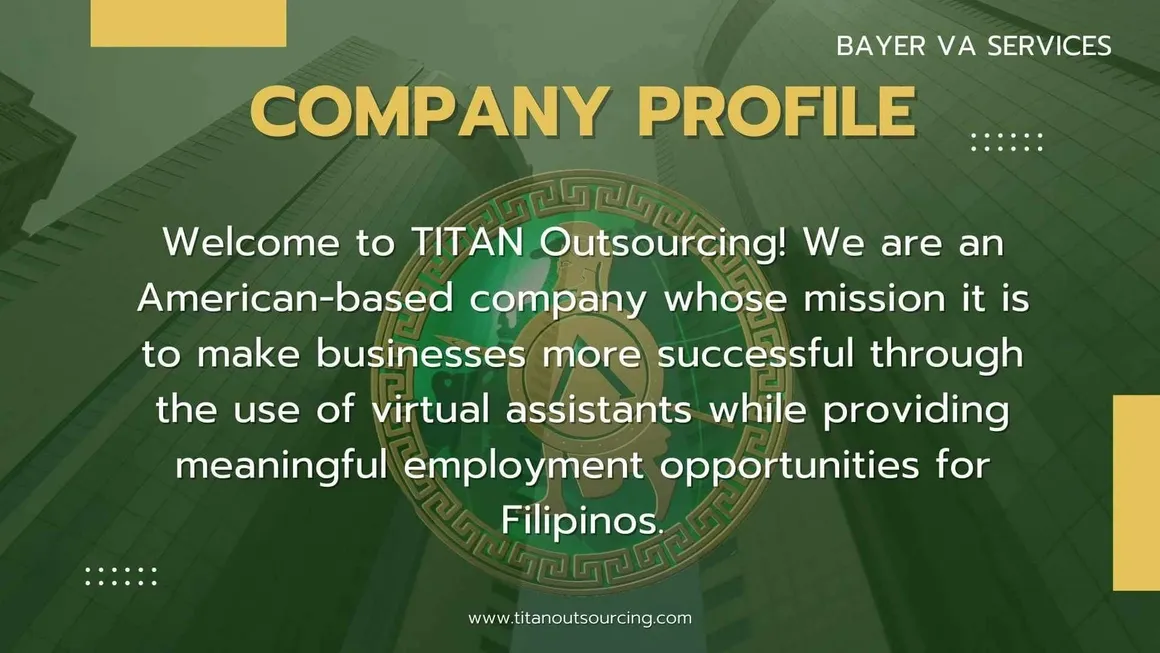 BAYER VA SERVICES
COMPANY PROFILE
Welcome to TITAN Outsourcing! We are an
American-based company whose mission it is
to make businesses more successful through
the use of virtual assistants while providing
meaningful employment opportunities for
Filipinos.
www.titanoutsourcing.com